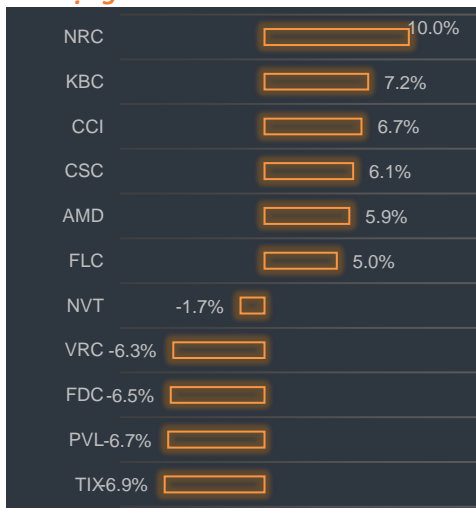 NRC 10.0%
KBC 7.2%
CCI 6.7%
CSC 6.1%
AMD 5.9%
FLC 5.0%
NVT -1.7%
VRC -6.3%
FDC -6.5%
PVL -6.7%
TIX -6.9%